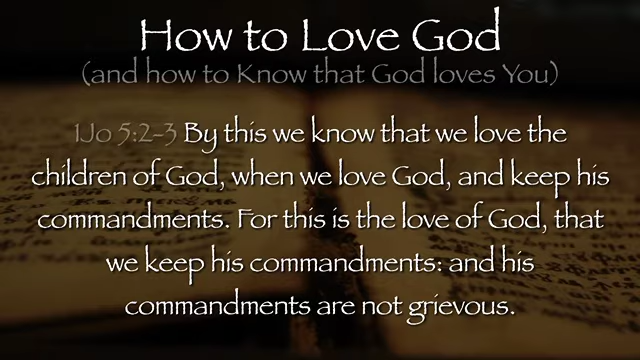 How to Love God
(and how to Know that God loves You)
1Jo 5:2-3 By this we know that we love the
children of God, when we love God, and keep his
commandments. For this is the love of God, that
we keep his commandments: and his
commandments are not grievous.